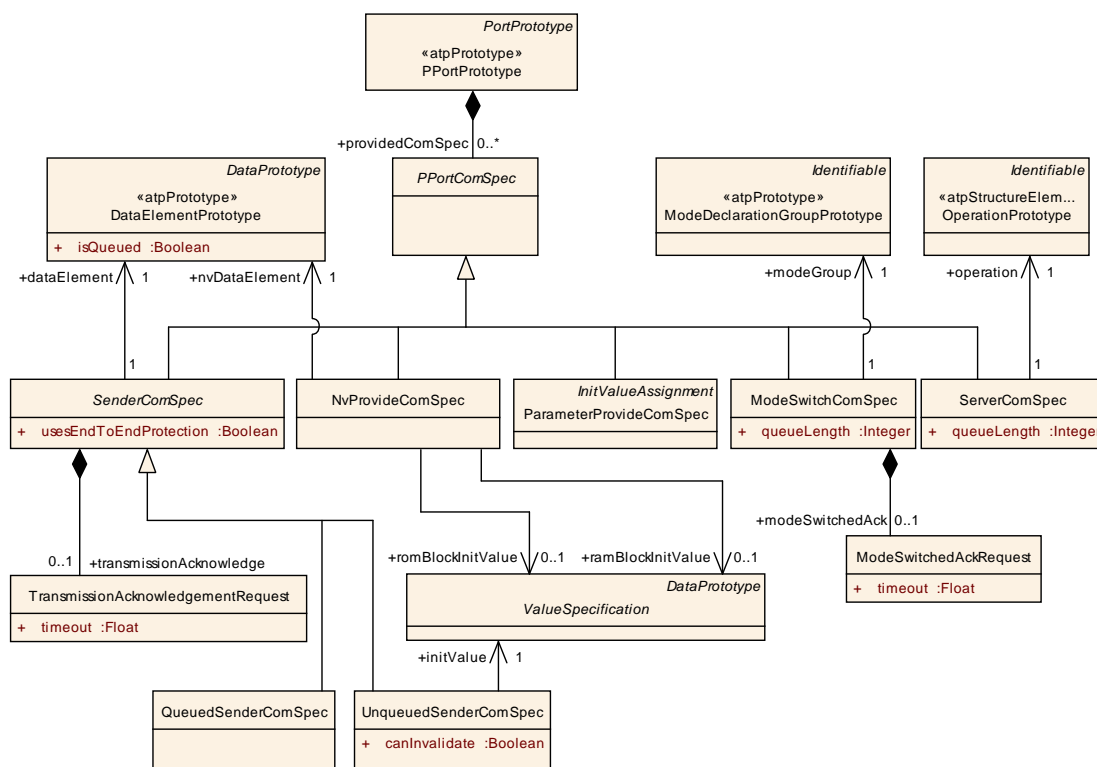 PortPrototype
«atpPrototype»
PPortPrototype
+providedComSpec 0..*
DataPrototype
«atpPrototype»
DataElementPrototype
+ isQueued :Boolean
PPortComSpec
Identifiable
«atpPrototype»
ModeDeclarationGroupPrototype
Identifiable
«atpStructureElem...
OperationPrototype
+dataElement 1
+nvDataElement 1
+modeGroup 1
+operation 1
1
1
1
SenderComSpec
+ usesEndToEndProtection :Boolean
NvProvideComSpec
InitValueAssignment
ParameterProvideComSpec
ModeSwitchComSpec
+ queueLength :Integer
ServerComSpec
+ queueLength :Integer
+modeSwitchedAck 0..1
0..1 +transmissionAcknowledge
+romBlockInitValue 0..1
+ramBlockInitValue 0..1
ModeSwitchedAckRequest
+ timeout :Float
TransmissionAcknowledgementRequest
+ timeout :Float
DataPrototype
ValueSpecification
+initValue 1
QueuedSenderComSpec
UnqueuedSenderComSpec
+ canInvalidate :Boolean